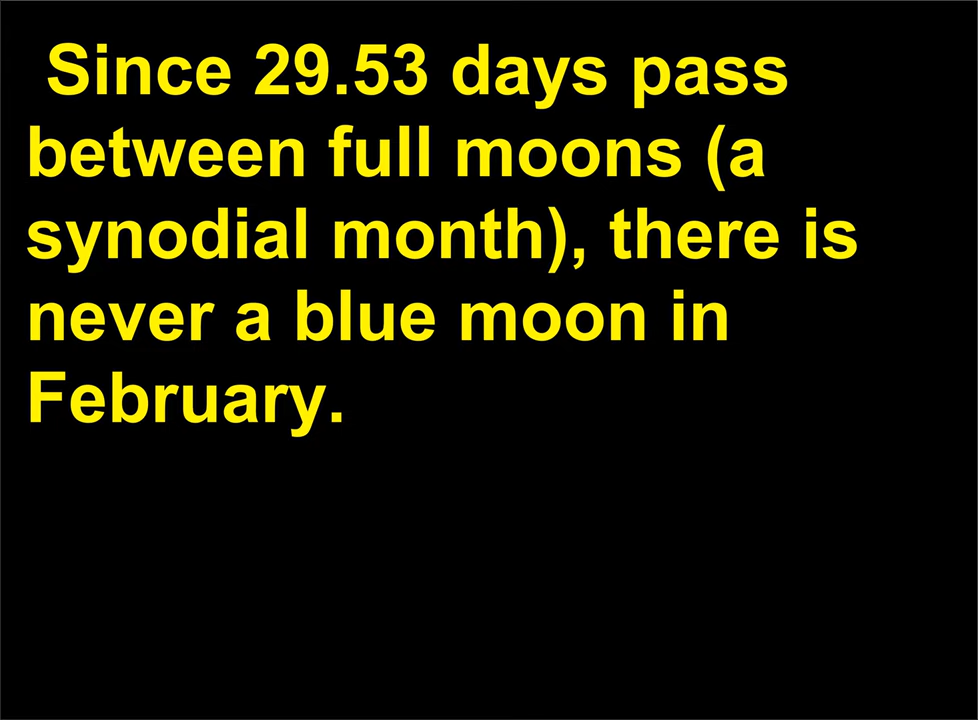 Since 29.53 days pass
between full moons (a
synodial month), there is
never a blue moon in
February.